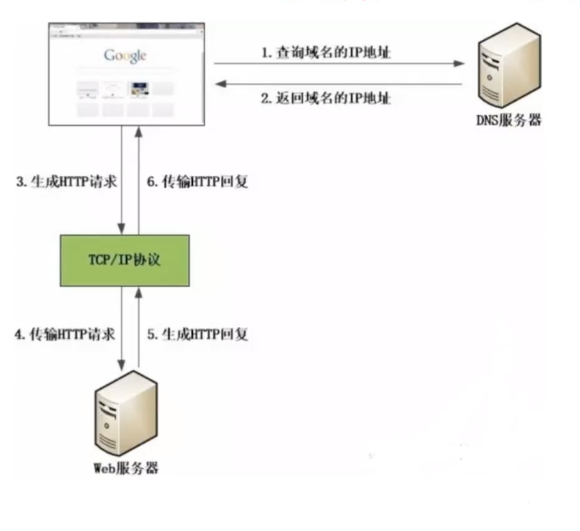 Google
1.查询域名的IP地址
2.返回域名的IP地址
DNS服务器
3.生成HTTP请求
6.传输HTTP回复
TCP/IP协议
4.传输HTTP请求
5.生成HTTP回复
Web服务器